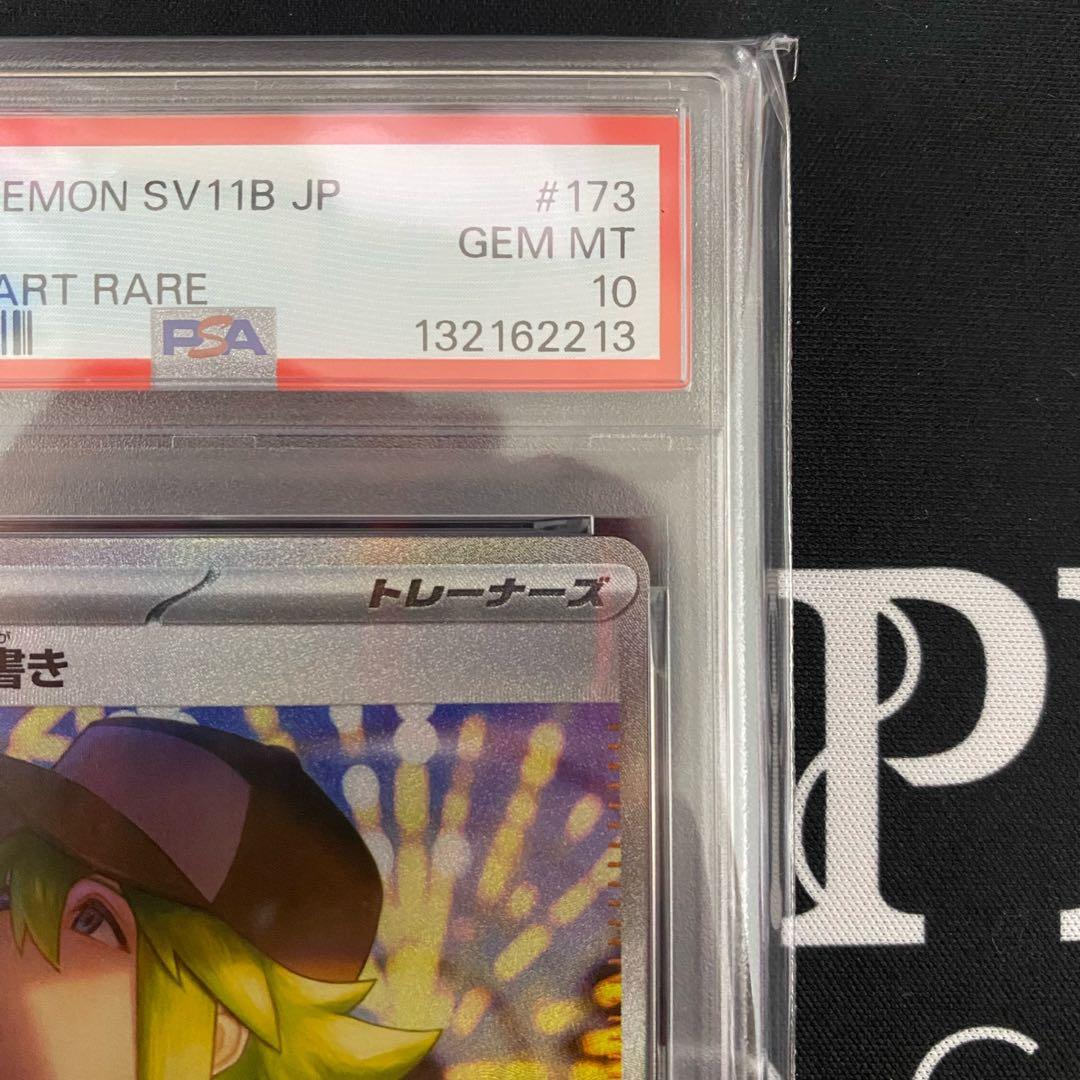 EMON SV11B JP #173
GEM MT
ART RARE 10
PSA 132162213
トレーナーズ
が
書き
P